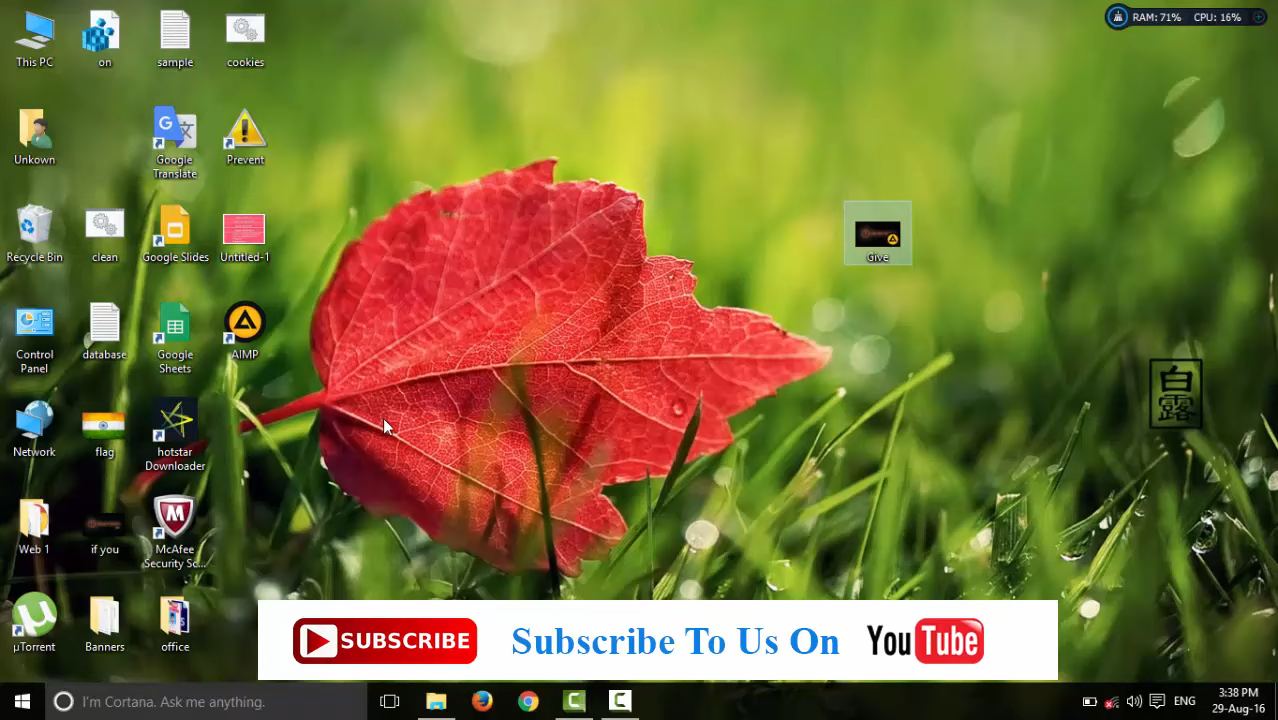 RAM: 71% CPU: 16%
This PC
on
sample
cookies
Unkown
Google
Translate
Prevent
Recycle Bin
clean
Google Slides
Untitled-1
Give
Control
Panel
database
Google
Sheets
AIMP
白露
Network
flag
hotstar
Downloader
Web 1
if you
McAfee
Security Sc...
µTorrent
Banners
office
SUBSCRIBE
Subscribe To Us On
YouTube
I'm Cortana. Ask me anything.
ENG
3:38 PM
29-Aug-16